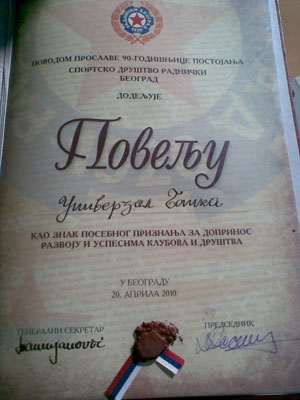 ПОВОДОМ ПРОСЛАВЕ 90-ГОДИШЊИЦЕ ПОСТОЈАЊА
СПОРТСКО ДРУШТВО РАДНИЧКИ
БЕОГРАД
ДОДЕЉУЈЕ
Повељу
Универзал Банка
КАО ЗНАК ПОСЕБНОГ ПРИЗНАЊА ЗА ДОПРИНОС
РАЗВОЈУ И УСПЕСИМА КЛУБОВА И ДРУШТВА
У БЕОГРАДУ
20. АПРИЛА 2010
ГЕНЕРАЛНИ СЕКРЕТАР
ПРЕДСЕДНИК